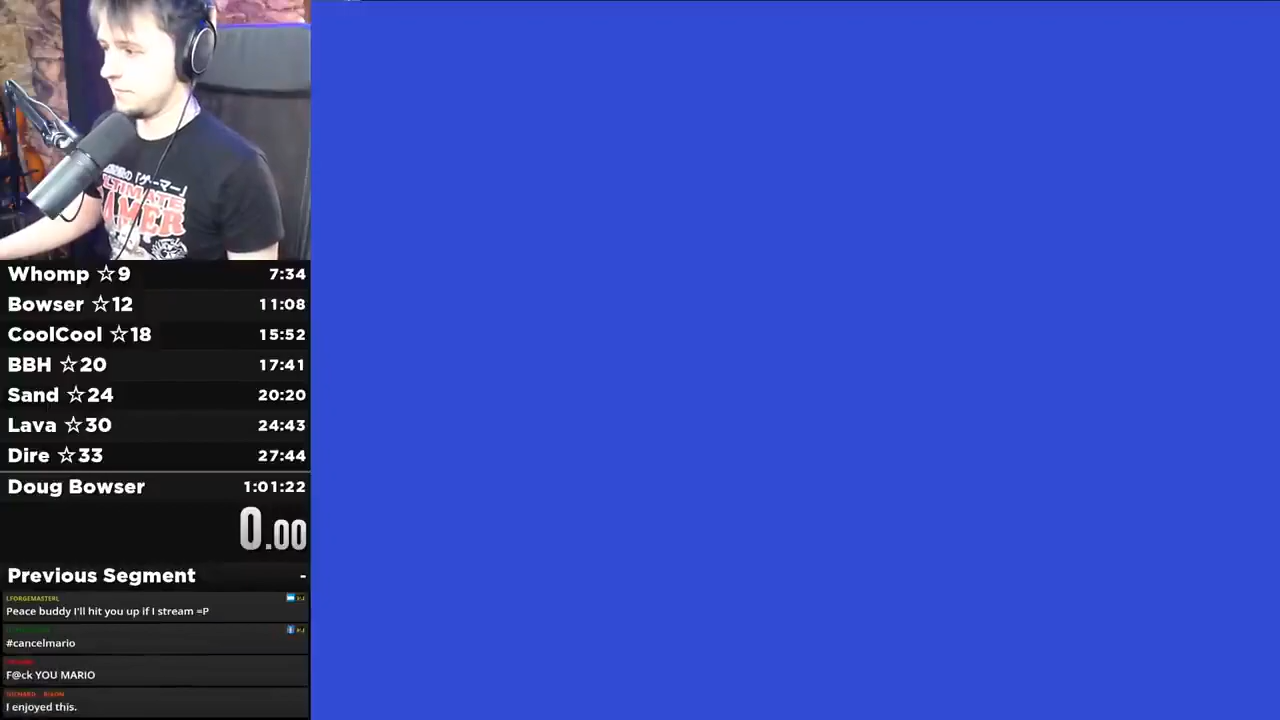 ULTIMATE
GAMER
Whomp ☆9 7:34
Bowser ☆12 11:08
CoolCool ☆18 15:52
BBH ☆20 17:41
Sand ☆24 20:20
Lava ☆30 24:43
Dire ☆33 27:44
Doug Bowser 1:01:22
0.00
Previous Segment -
LFORGEMASTERL
Peace buddy I'll hit you up if I stream =P
#cancelmario
F@ck YOU MARIO
I enjoyed this.